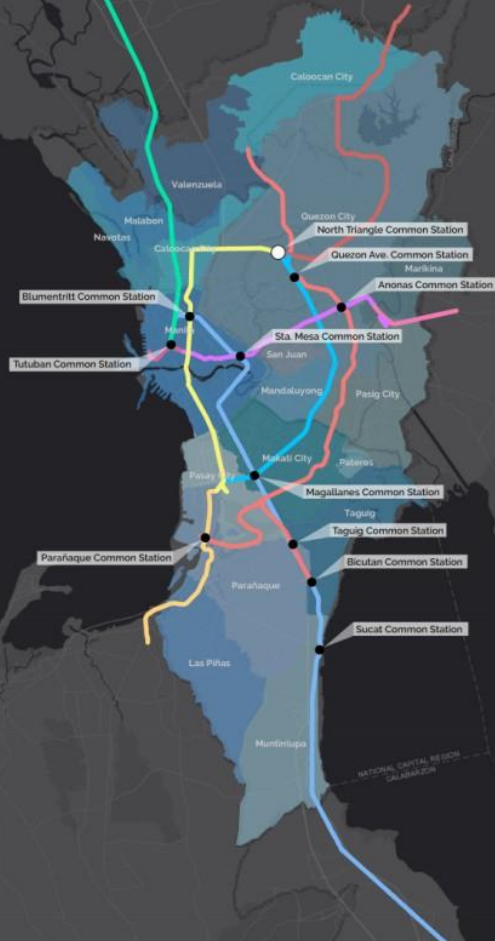 Caloocan City
Valenzuela
Quezon City
Malabon
North Triangle Common Station
Navotas
Caloocan City
Quezon Ave. Common Station
Marikina
Anonas Common Station
Blumentritt Common Station
Manila
Sta. Mesa Common Station
San Juan
Tutuban Common Station
Mandaluyong
Pasig City
Makati City
Pateros
Pasay City
Magallanes Common Station
Taguig
Taguig Common Station
Parañaque Common Station
Bicutan Common Station
Parañaque
Sucat Common Station
Las Piñas
Muntinlupa
NATIONAL CAPITAL REGION
CALABARZON